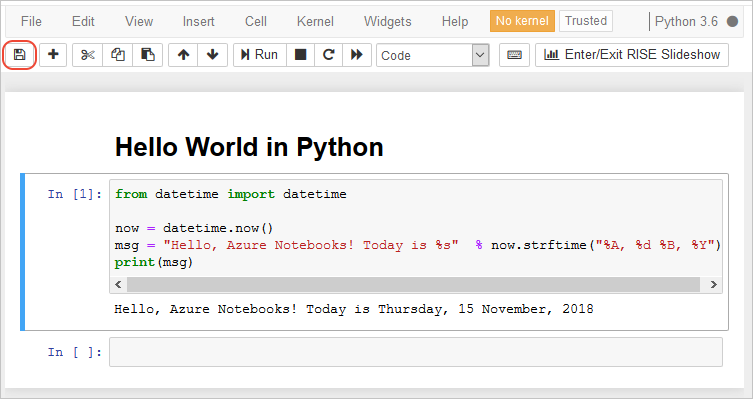 File Edit View Insert Cell Kernel Widgets Help No kernel Trusted Python 3.6
Run Code Enter/Exit RISE Slideshow
Hello World in Python
In [1]: from datetime import datetime
now = datetime.now()
msg = "Hello, Azure Notebooks! Today is %s"  % now.strftime("%A, %d %B, %Y")
print(msg)
Hello, Azure Notebooks! Today is Thursday, 15 November, 2018
In [ ]: